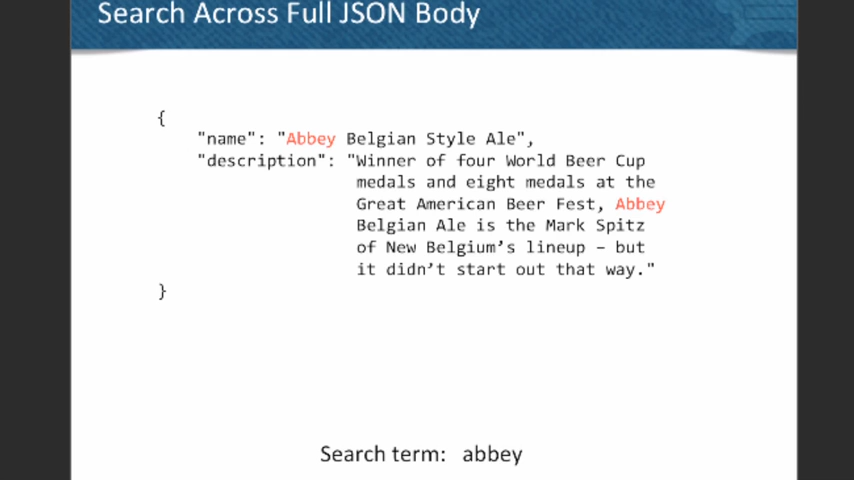 Search Across Full JSON Body
{
"name": "Abbey Belgian Style Ale",
"description": "Winner of four World Beer Cup
medals and eight medals at the
Great American Beer Fest, Abbey
Belgian Ale is the Mark Spitz
of New Belgium’s lineup – but
it didn’t start out that way."
}
Search term: abbey